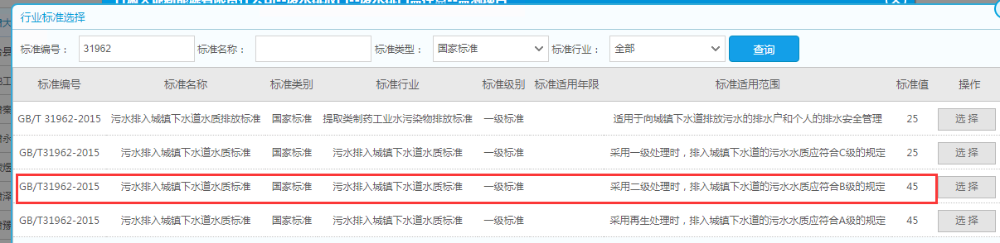 行业标准选择
标准编号： 31962 标准名称： 标准类型： 国家标准 标准行业： 全部 查询
标准编号 标准名称 标准类别 标准行业 标准级别 标准适用年限 标准适用范围 标准值 操作
GB/T 31962-2015 污水排入城镇下水道水质排放标准 国家标准 提取类制药工业水污染物排放标准 一级标准 适用于向城镇下水道排放污水的排水户和个人的排水安全管理 25 选 择
GB/T31962-2015 污水排入城镇下水道水质标准 国家标准 污水排入城镇下水道水质标准 一级标准 采用一级处理时，排入城镇下水道的污水水质应符合C级的规定 25 选 择
GB/T31962-2015 污水排入城镇下水道水质标准 国家标准 污水排入城镇下水道水质标准 一级标准 采用二级处理时，排入城镇下水道的污水水质应符合B级的规定 45 选 择
GB/T31962-2015 污水排入城镇下水道水质标准 国家标准 污水排入城镇下水道水质标准 一级标准 采用再生处理时，排入城镇下水道的污水水质应符合A级的规定 45 选 择